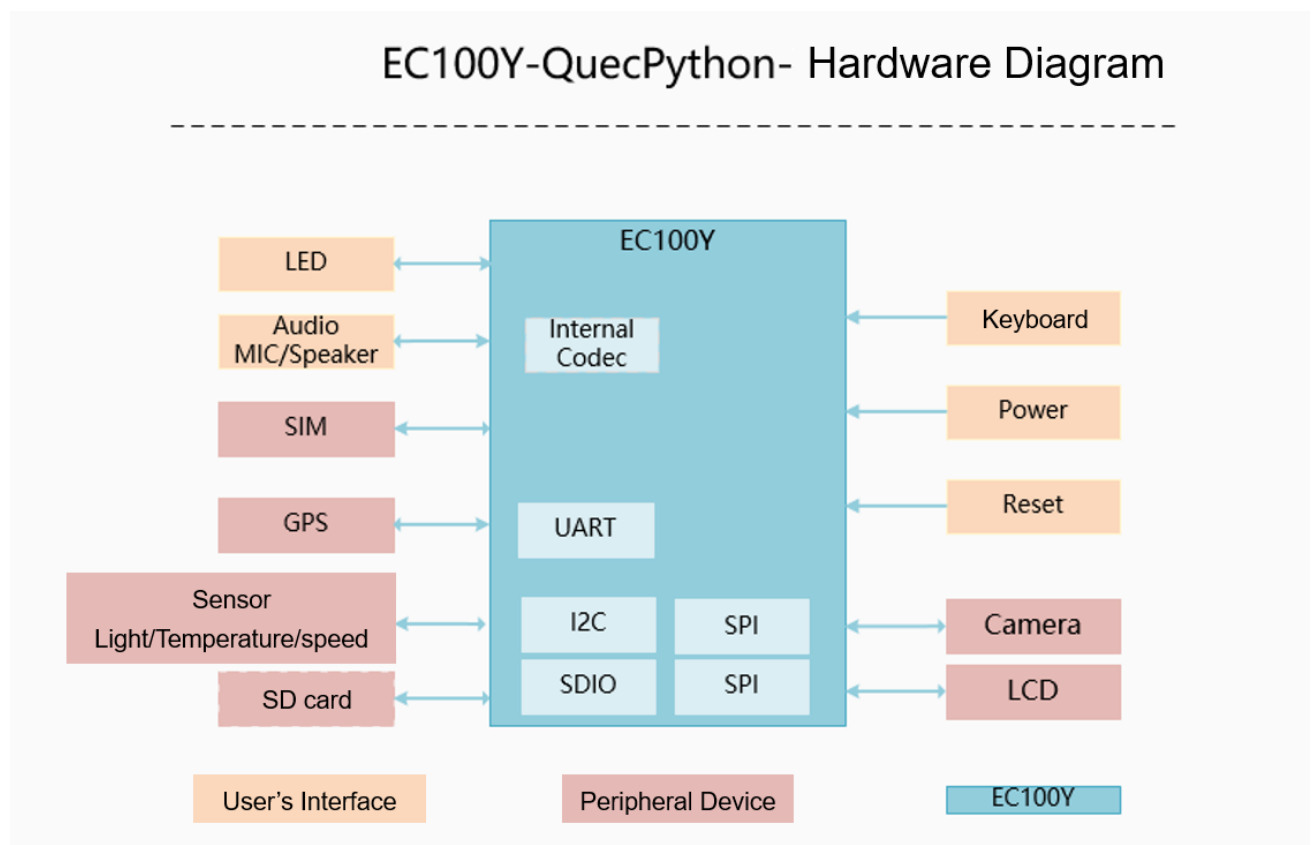 EC100Y-QuecPython- Hardware Diagram
EC100Y
LED
Audio
MIC/Speaker
SIM
GPS
Sensor
Light/Temperature/speed
SD card
Internal
Codec
UART
I2C
SPI
SDIO
SPI
Keyboard
Power
Reset
Camera
LCD
User’s Interface
Peripheral Device
EC100Y